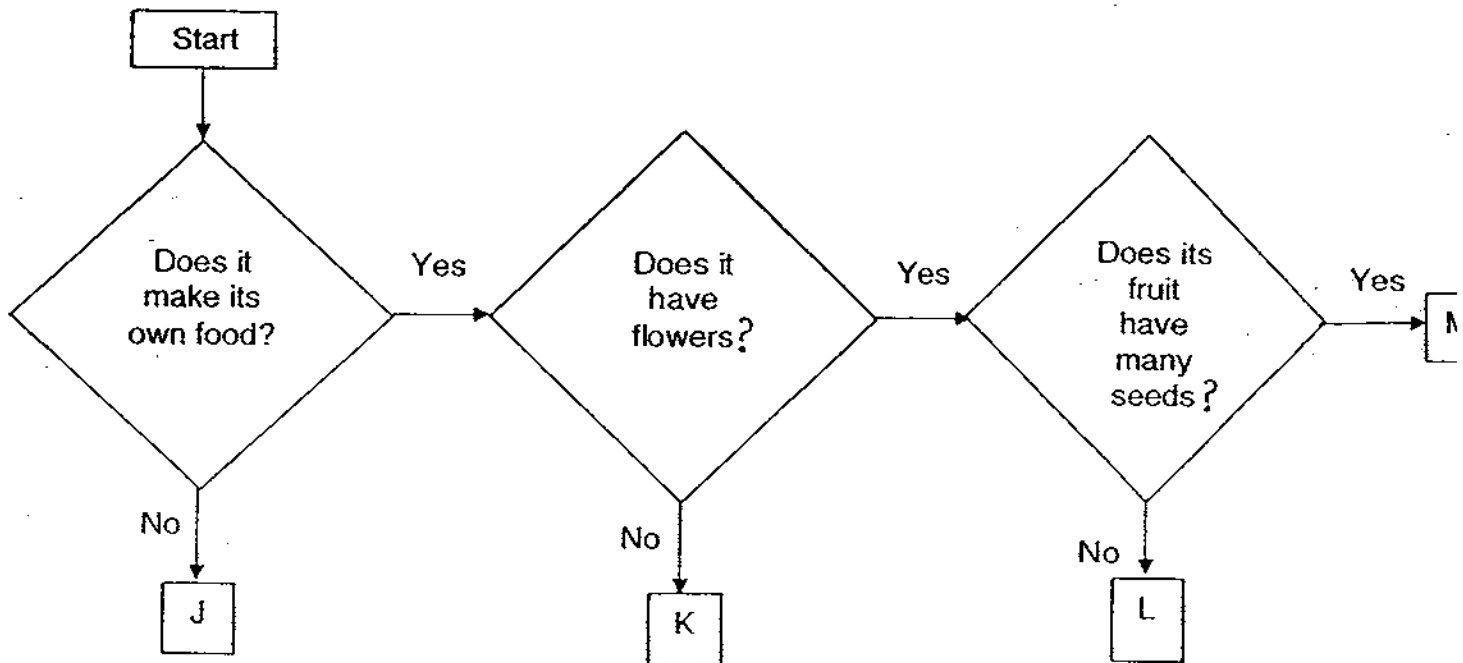 Start
Does it
make its
own food?
Yes
No
J
Does it
have
flowers?
Yes
No
K
Does its
fruit
have
many
seeds?
Yes
No
L
M